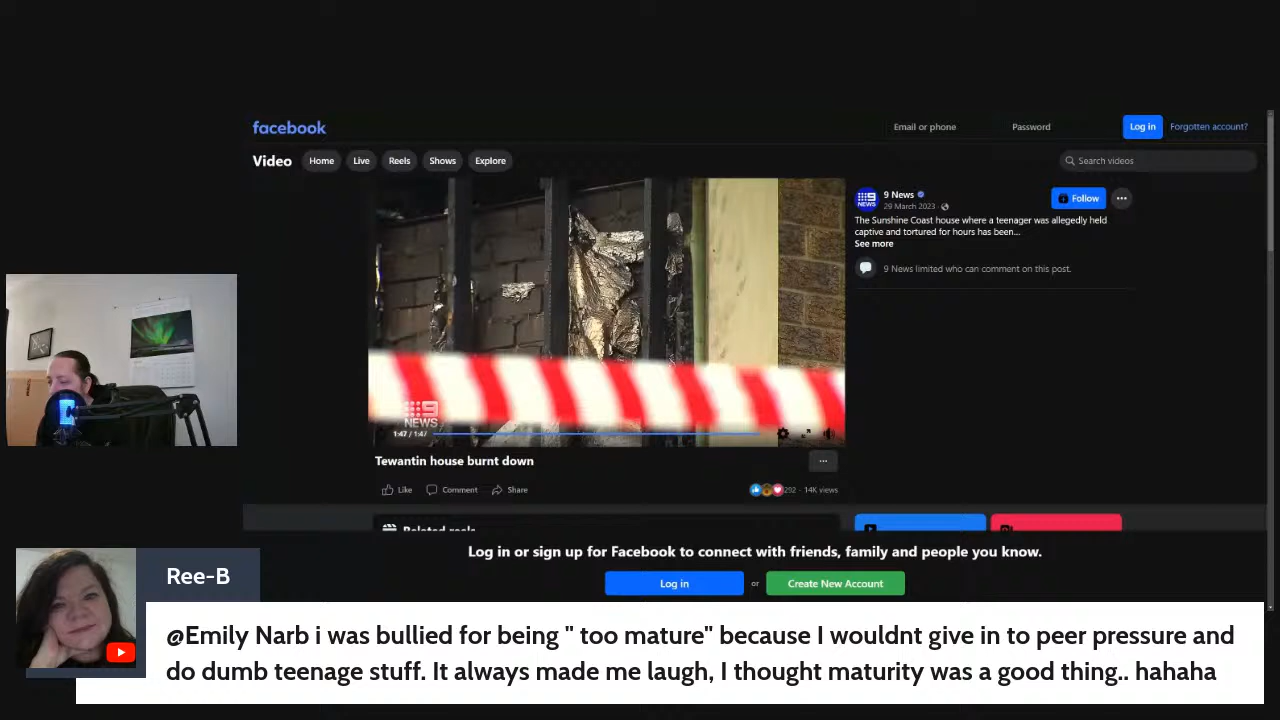 facebook
Email or phone
Password
Log in
Forgotten account?
Video
Home
Live
Reels
Shows
Explore
Search videos
9 News
29 March 2023
Follow
The Sunshine Coast house where a teenager was allegedly held
captive and tortured for hours has been...
See more
9 News limited who can comment on this post.
9
NEWS
1:47 / 1:47
Tewantin house burnt down
Like
Comment
Share
292 · 14K views
Related reels
Log in or sign up for Facebook to connect with friends, family and people you know.
Log in
or
Create New Account
Ree-B
@Emily Narb i was bullied for being " too mature" because I wouldnt give in to peer pressure and
do dumb teenage stuff. It always made me laugh, I thought maturity was a good thing.. hahaha